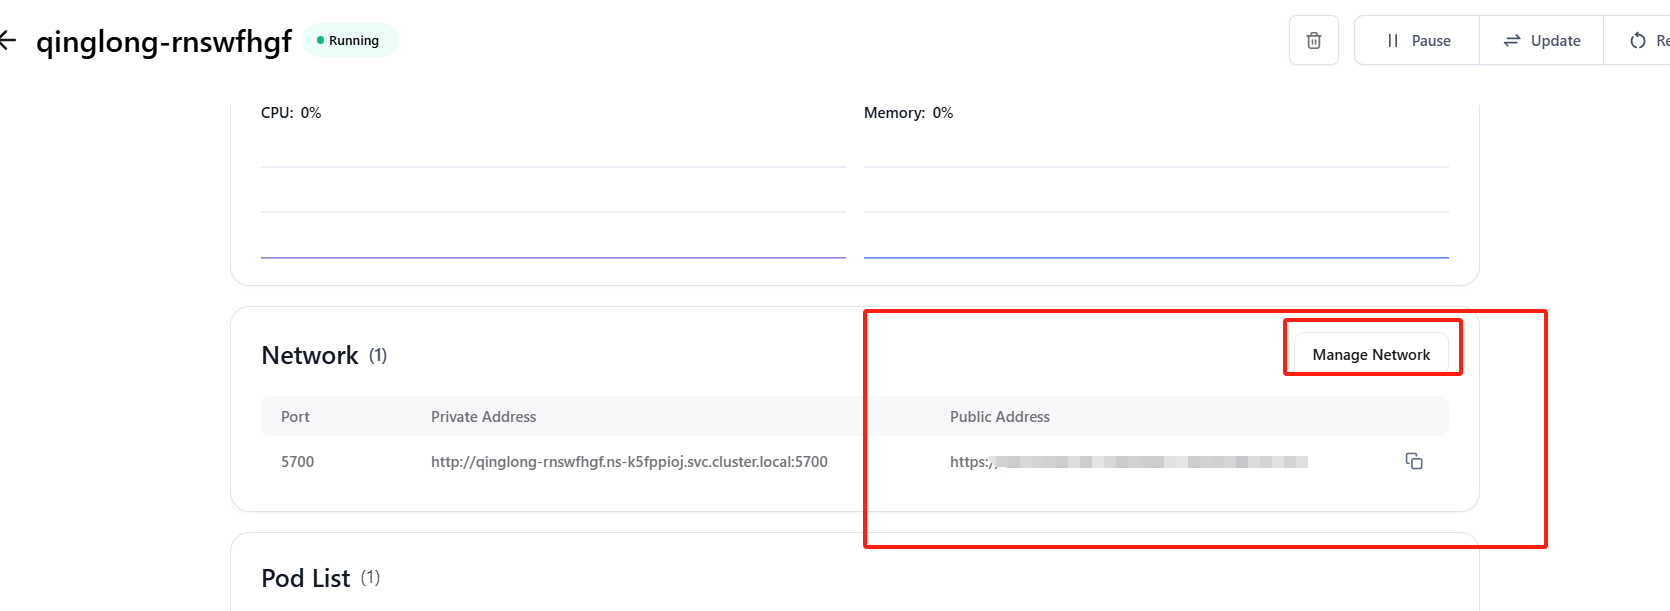 qinglong-rnswfhgf Running Pause Update Re
CPU: 0% Memory: 0%
Network (1) Manage Network
Port Private Address Public Address
5700 http://qinglong-rnswfhgf.ns-k5fppioj.svc.cluster.local:5700 https:/
Pod List (1)